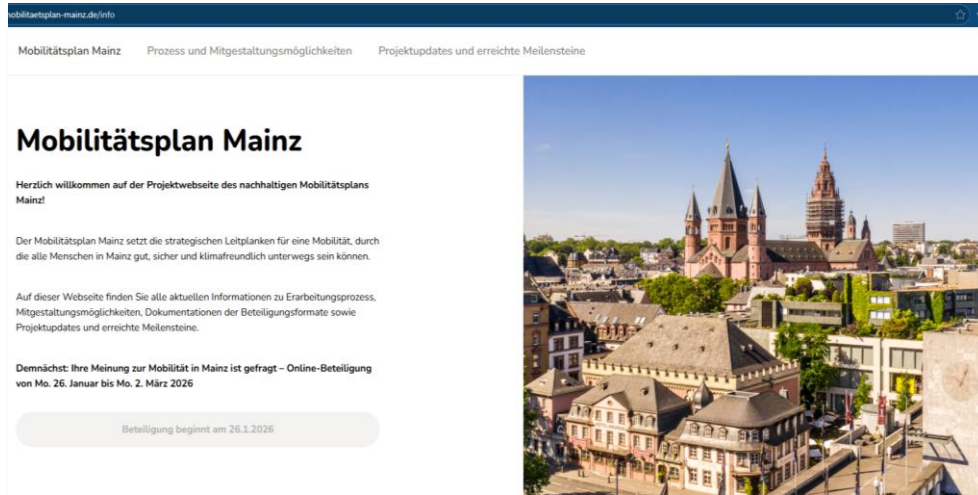 mobilitaetsplan-mainz.de/info
Mobilitätsplan Mainz Prozess und Mitgestaltungsmöglichkeiten Projektupdates und erreichte Meilensteine
Mobilitätsplan Mainz
Herzlich willkommen auf der Projektwebseite des nachhaltigen Mobilitätsplans
Mainz!
Der Mobilitätsplan Mainz setzt die strategischen Leitplanken für eine Mobilität, durch
die alle Menschen in Mainz gut, sicher und klimafreundlich unterwegs sein können.
Auf dieser Webseite finden Sie alle aktuellen Informationen zu Erarbeitungsprozess,
Mitgestaltungsmöglichkeiten, Dokumentationen der Beteiligungsformate sowie
Projektupdates und erreichte Meilensteine.
Demnächst: Ihre Meinung zur Mobilität in Mainz ist gefragt – Online-Beteiligung
von Mo. 26. Januar bis Mo. 2. März 2026
Beteiligung beginnt am 26.1.2026